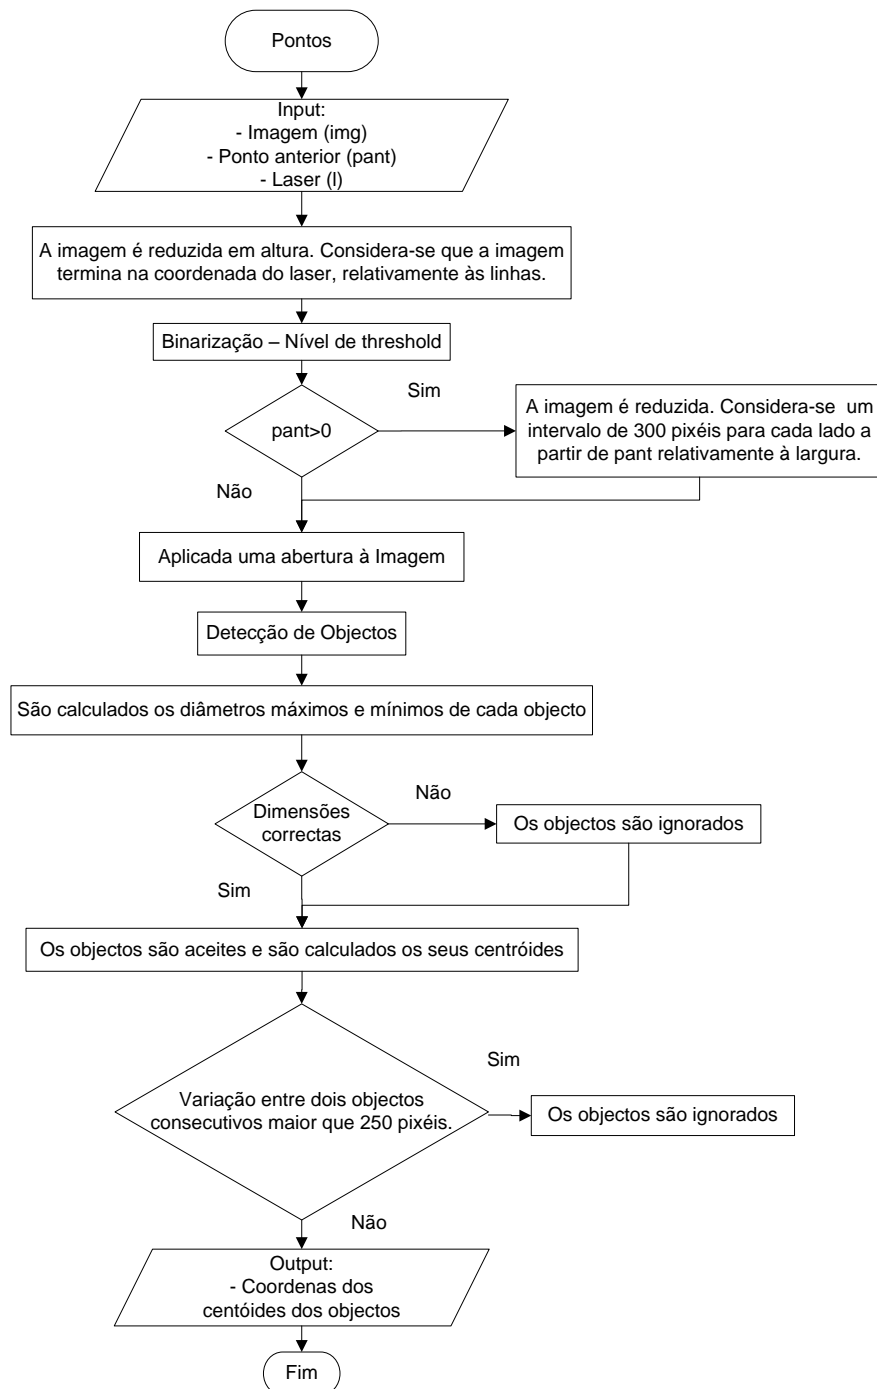 Pontos
Input:
- Imagem (img)
- Ponto anterior (pant)
- Laser (l)
A imagem é reduzida em altura. Considera-se que a imagem
termina na coordenada do laser, relativamente às linhas.
Binarização – Nível de threshold
pant>0
Sim
A imagem é reduzida. Considera-se  um
intervalo de 300 pixéis para cada lado a
partir de pant relativamente à largura.
Não
Aplicada uma abertura à Imagem
Detecção de Objectos
São calculados os diâmetros máximos e mínimos de cada objecto
Dimensões
correctas
Não
Os objectos são ignorados
Sim
Os objectos são aceites e são calculados os seus centróides
Variação entre dois objectos
consecutivos maior que 250 pixéis.
Sim
Os objectos são ignorados
Não
Output:
- Coordenas dos
centóides dos objectos
Fim